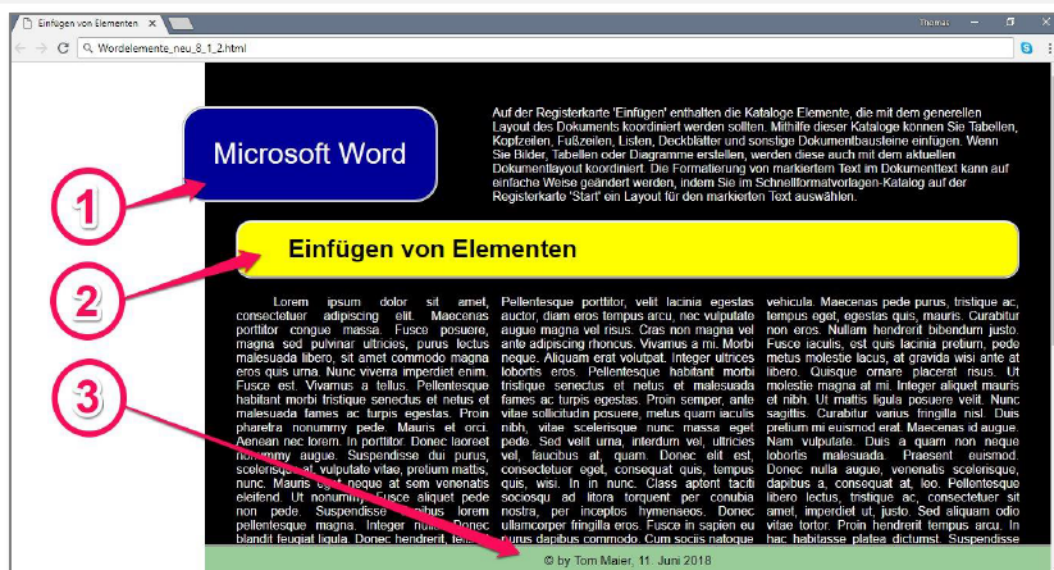 Einfügen von Elementen
Thomas
Wordelemente_neu_8_1_2.html
Microsoft Word
Auf der Registerkarte 'Einfügen' enthalten die Kataloge Elemente, die mit dem generellen
Layout des Dokuments koordiniert werden sollten. Mithilfe dieser Kataloge können Sie Tabellen,
Kopfzeilen, Fußzeilen, Listen, Deckblätter und sonstige Dokumentbausteine einfügen. Wenn
Sie Bilder, Tabellen oder Diagramme erstellen, werden diese auch mit dem aktuellen
Dokumentlayout koordiniert. Die Formatierung von markiertem Text im Dokumenttext kann auf
einfache Weise geändert werden, indem Sie im Schnellformatvorlagen-Katalog auf der
Registerkarte 'Start' ein Layout für den markierten Text auswählen.
1
Einfügen von Elementen
2
3
Lorem ipsum dolor sit amet,
consectetuer adipiscing elit. Maecenas
porttitor congue massa. Fusce posuere,
magna sed pulvinar ultricies, purus lectus
malesuada libero, sit amet commodo magna
eros quis urna. Nunc viverra imperdiet enim.
Fusce est. Vivamus a tellus. Pellentesque
habitant morbi tristique senectus et netus et
malesuada fames ac turpis egestas. Proin
pharetra nonummy pede. Mauris et orci.
Aenean nec lorem. In porttitor. Donec laoreet
nonummy augue. Suspendisse dui purus,
scelerisque at, vulputate vitae, pretium mattis,
nunc. Mauris eget neque at sem venenatis
eleifend. Ut nonummy. Fusce aliquet pede
non pede. Suspendisse dapibus lorem
pellentesque magna. Integer nulla. Donec
blandit feugiat ligula. Donec hendrerit,
Pellentesque porttitor, velit lacinia egestas
auctor, diam eros tempus arcu, nec vulputate
augue magna vel risus. Cras non magna vel
ante adipiscing rhoncus. Vivamus a mi. Morbi
neque. Aliquam erat volutpat. Integer ultrices
lobortis eros. Pellentesque habitant morbi
tristique senectus et netus et malesuada
fames ac turpis egestas. Proin semper, ante
vitae sollicitudin posuere, metus quam iaculis
nibh, vitae scelerisque nunc massa eget
pede. Sed velit urna, interdum vel, ultricies
vel, faucibus at, quam. Donec elit est,
consectetuer eget, consequat quis, tempus
quis, wisi. In in nunc. Class aptent taciti
sociosqu ad litora torquent per conubia
nostra, per inceptos hymenaeos. Donec
ullamcorper fringilla eros. Fusce in sapien eu
purus dapibus commodo. Cum sociis natoque
vehicula. Maecenas pede purus, tristique ac,
tempus eget, egestas quis, mauris. Curabitur
non eros. Nullam hendrerit bibendum justo.
Fusce iaculis, est quis lacinia pretium, pede
metus molestie lacus, at gravida wisi ante at
libero. Quisque ornare placerat risus. Ut
molestie magna at mi. Integer aliquet mauris
et nibh. Ut mattis ligula posuere velit. Nunc
sagittis. Curabitur varius fringilla nisl. Duis
pretium mi euismod erat. Maecenas id augue.
Nam vulputate. Duis a quam non neque
lobortis malesuada. Praesent euismod.
Donec nulla augue, venenatis scelerisque,
dapibus a, consequat at, leo. Pellentesque
libero lectus, tristique ac, consectetuer sit
amet, imperdiet ut, justo. Sed aliquam odio
vitae tortor. Proin hendrerit tempus arcu. In
hac habitasse platea dictumst. Suspendisse
© by Tom Maier, 11. Juni 2018